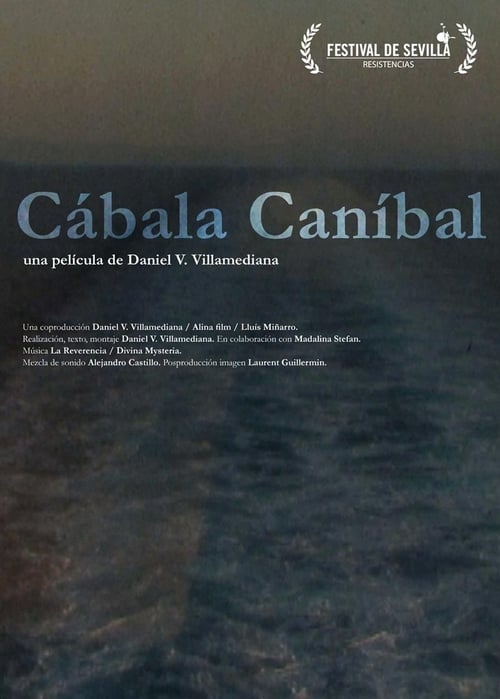 FESTIVAL DE SEVILLA
RESISTENCIAS
Cábala Caníbal
una película de Daniel V. Villamediana
Una coproducción Daniel V. Villamediana / Alina film / Lluís Miñarro.
Realización, texto, montaje Daniel V. Villamediana. En colaboración con Madalina Stefan.
Música La Reverencia / Divina Mysteria.
Mezcla de sonido Alejandro Castillo. Posproducción imagen Laurent Guillermin.